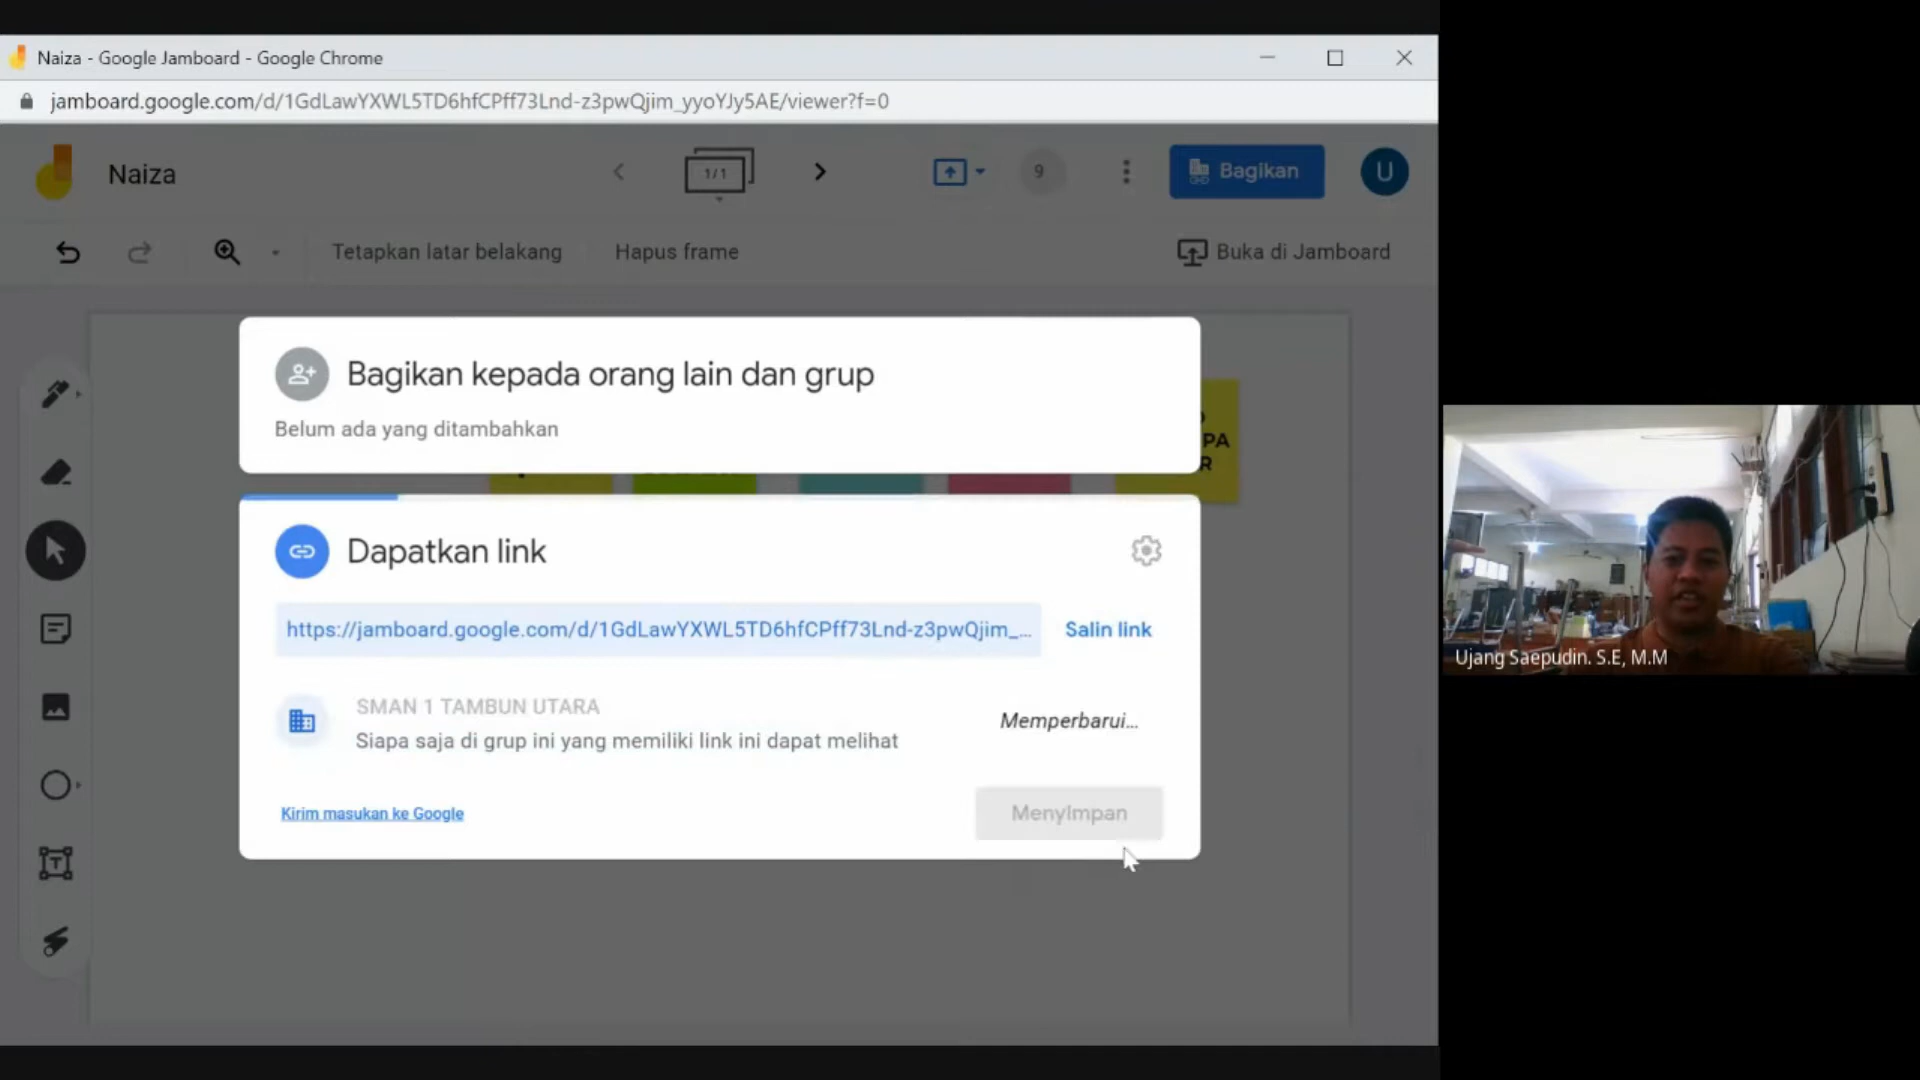 Naiza - Google Jamboard - Google Chrome
jamboard.google.com/d/1GdLawYXWL5TD6hfCPff73Lnd-z3pwQjim_yyoYJy5AE/viewer?f=0
Naiza
1/1
9
Bagikan
U
Tetapkan latar belakang
Hapus frame
Buka di Jamboard
Bagikan kepada orang lain dan grup
Belum ada yang ditambahkan
PA
R
Dapatkan link
https://jamboard.google.com/d/1GdLawYXWL5TD6hfCPff73Lnd-z3pwQjim_...
Salin link
SMAN 1 TAMBUN UTARA
Siapa saja di grup ini yang memiliki link ini dapat melihat
Memperbarui...
Kirim masukan ke Google
Menyimpan
Ujang Saepudin. S.E, M.M